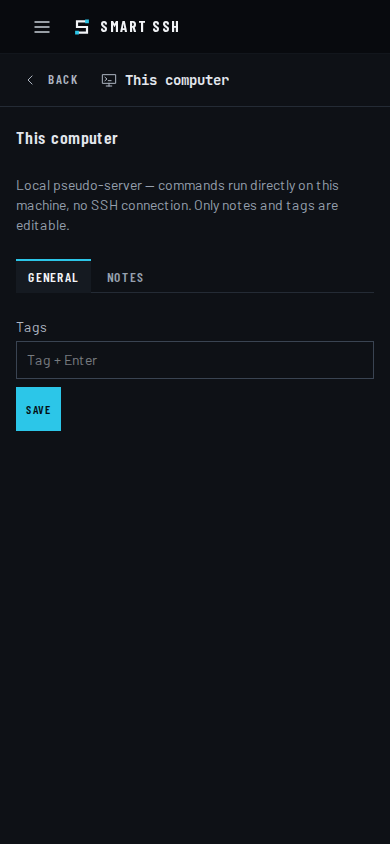 SMART SSH
BACK
This computer
This computer
Local pseudo-server — commands run directly on this
machine, no SSH connection. Only notes and tags are
editable.
GENERAL
NOTES
Tags
Tag + Enter
SAVE